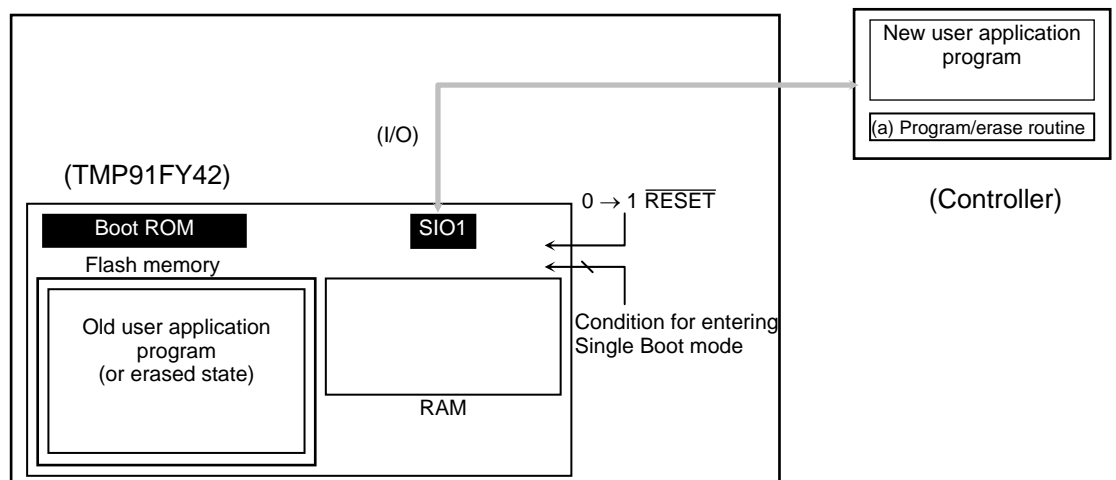 New user application
program
(a) Program/erase routine
(Controller)
(I/O)
(TMP91FY42)
0 → 1 RESET
Boot ROM
SIO1
Flash memory
Old user application
program
(or erased state)
Condition for entering
Single Boot mode
RAM